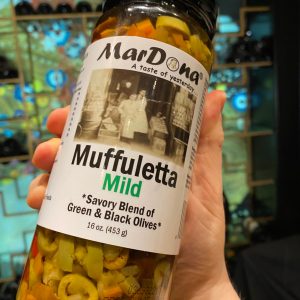 MarDona®
A taste of yesterday
Muffuletta
Mild
*Savory Blend of
Green & Black Olives*
16 oz. (453 g)